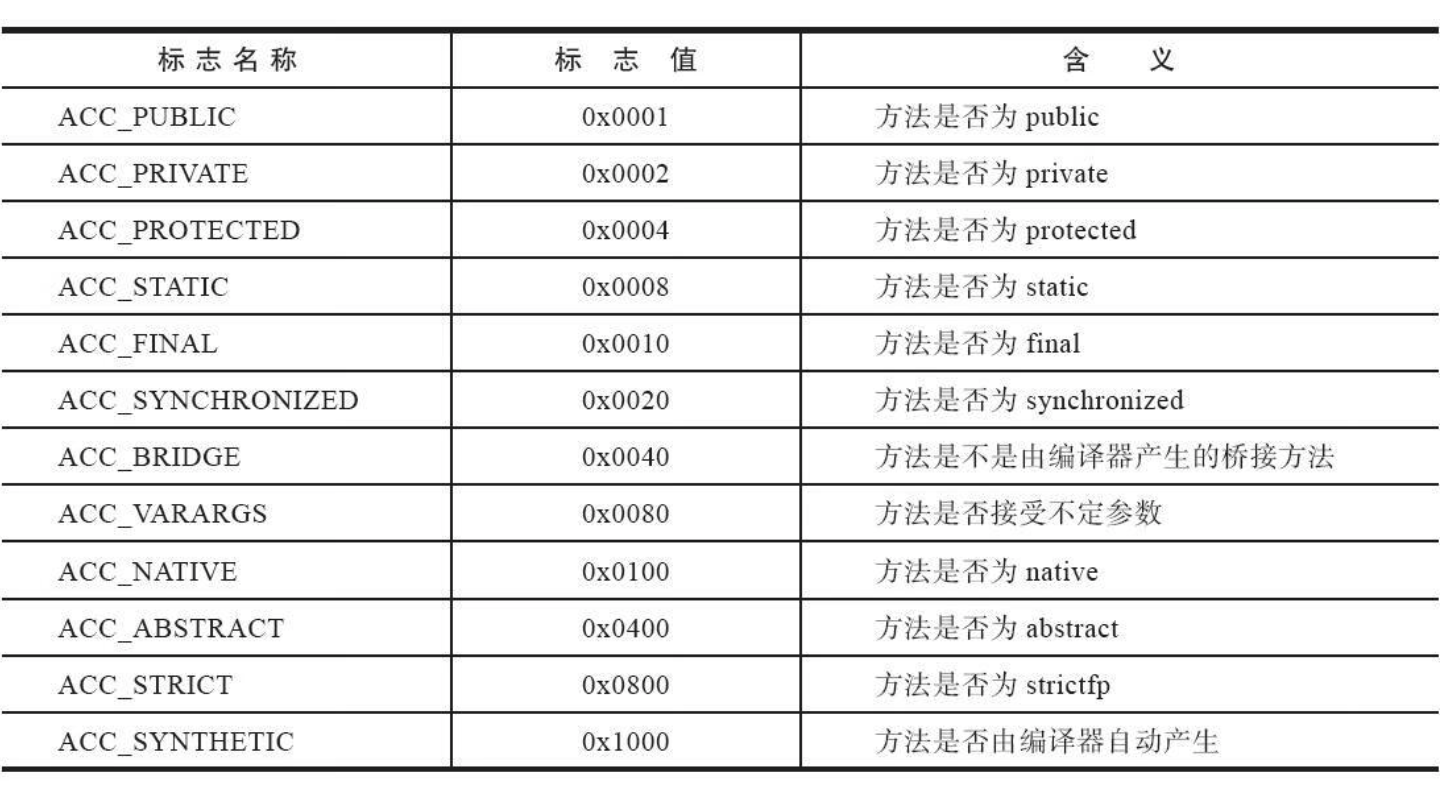 标志名称 标志值 含义
ACC_PUBLIC 0x0001 方法是否为 public
ACC_PRIVATE 0x0002 方法是否为 private
ACC_PROTECTED 0x0004 方法是否为 protected
ACC_STATIC 0x0008 方法是否为 static
ACC_FINAL 0x0010 方法是否为 final
ACC_SYNCHRONIZED 0x0020 方法是否为 synchronized
ACC_BRIDGE 0x0040 方法是不是由编译器产生的桥接方法
ACC_VARARGS 0x0080 方法是否接受不定参数
ACC_NATIVE 0x0100 方法是否为 native
ACC_ABSTRACT 0x0400 方法是否为 abstract
ACC_STRICT 0x0800 方法是否为 strictfp
ACC_SYNTHETIC 0x1000 方法是否由编译器自动产生